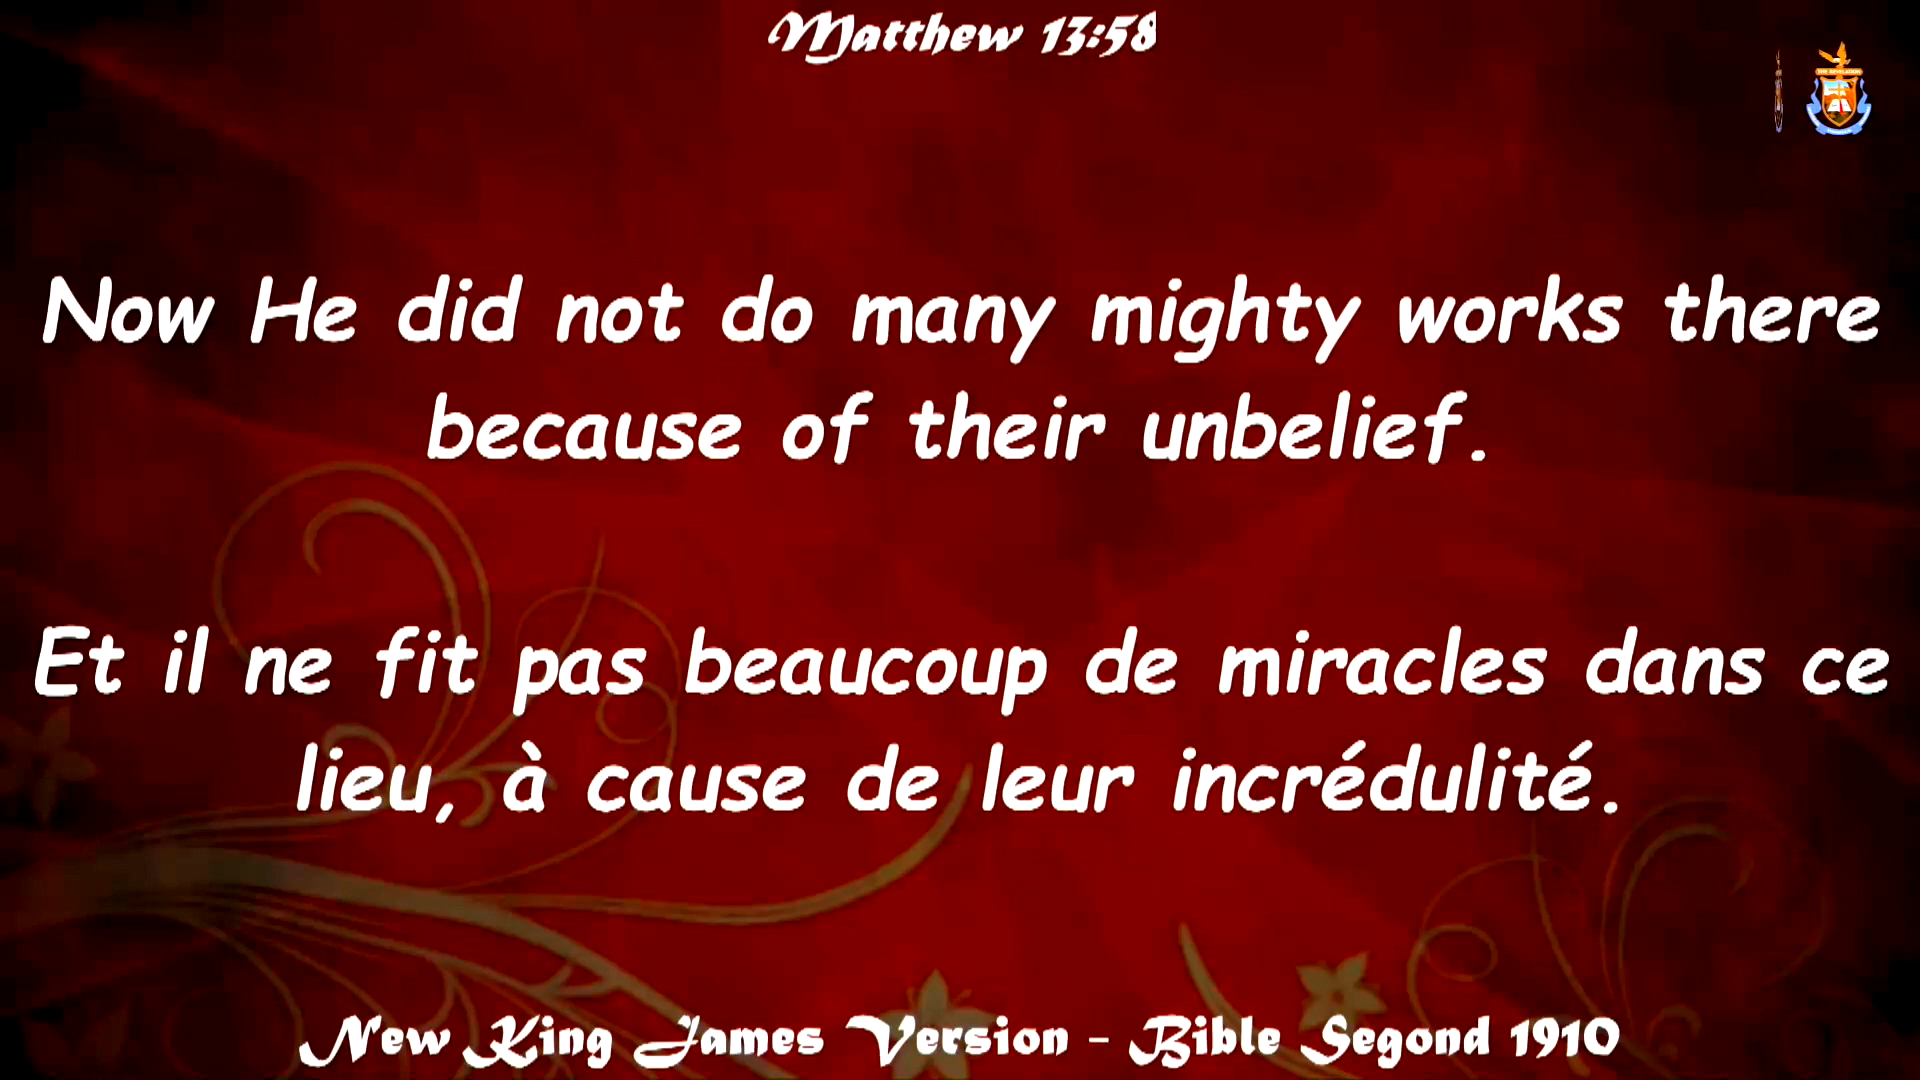 Matthew 13:58
THE REVELATION
Now He did not do many mighty works there
because of their unbelief.
Et il ne fit pas beaucoup de miracles dans ce
lieu, à cause de leur incrédulité.
New King James Version - Bible Segond 1910